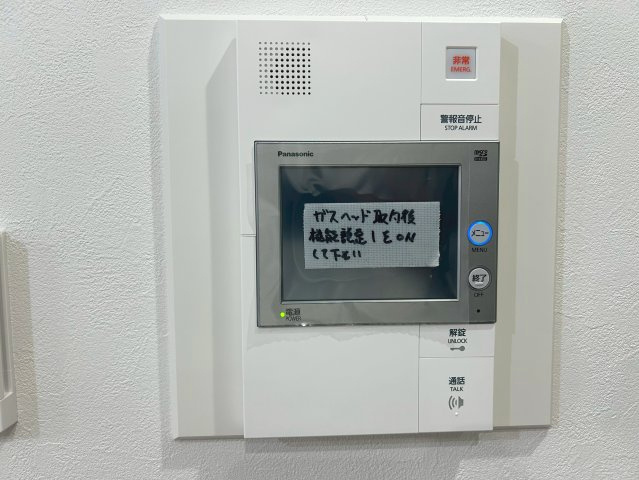 非常
EMERG.
警報音停止
STOP ALARM
Panasonic
micro
ガスヘッド取付後
設定1をON
して下さい
メニュー
MENU
終了
OFF
電源
POWER
解錠
UNLOCK
通話
TALK